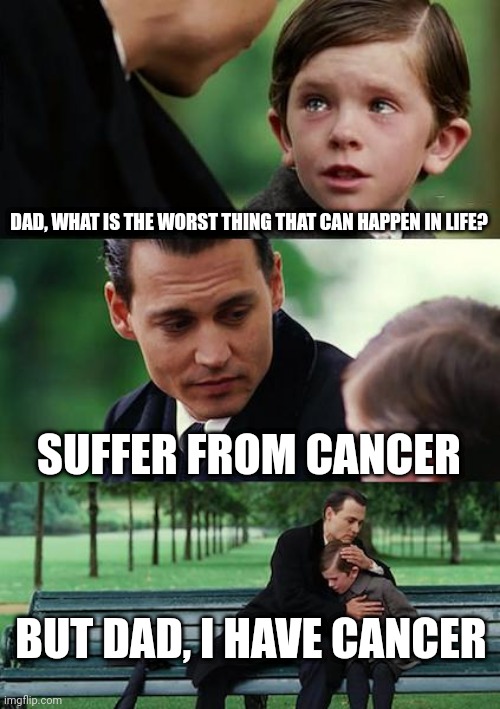 DAD, WHAT IS THE WORST THING THAT CAN HAPPEN IN LIFE?
SUFFER FROM CANCER
BUT DAD, I HAVE CANCER
imgflip.com